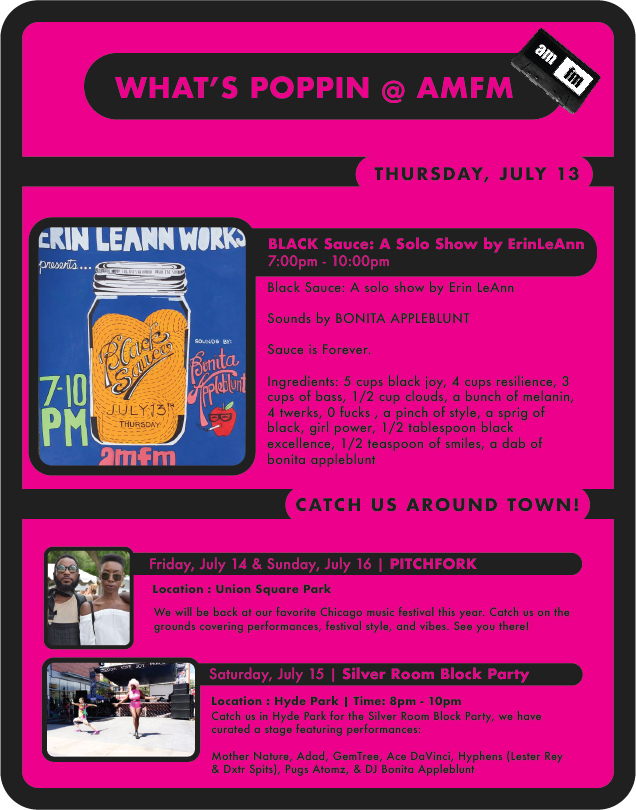 WHAT'S POPPIN @ AMFM
am
fm
THURSDAY, JULY 13
ERIN LEANN WORKS
presents...
Black
Sauce
JULY 13TH
THURSDAY
7-10
PM
SOUNDS BY:
Bonita
Appleblunt
amfm
BLACK Sauce: A Solo Show by ErinLeAnn
7:00pm - 10:00pm
Black Sauce: A solo show by Erin LeAnn
Sounds by BONITA APPLEBLUNT
Sauce is Forever.
Ingredients: 5 cups black joy, 4 cups resilience, 3
cups of bass, 1/2 cup clouds, a bunch of melanin,
4 twerks, 0 fucks , a pinch of style, a sprig of
black, girl power, 1/2 tablespoon black
excellence, 1/2 teaspoon of smiles, a dab of
bonita appleblunt
CATCH US AROUND TOWN!
Friday, July 14 & Sunday, July 16 | PITCHFORK
Location : Union Square Park
We will be back at our favorite Chicago music festival this year. Catch us on the
grounds covering performances, festival style, and vibes. See you there!
Saturday, July 15 | Silver Room Block Party
Location : Hyde Park | Time: 8pm - 10pm
Catch us in Hyde Park for the Silver Room Block Party, we have
curated a stage featuring performances:
Mother Nature, Adad, GemTree, Ace DaVinci, Hyphens (Lester Rey
& Dxtr Spits), Pugs Atomz, & DJ Bonita Appleblunt